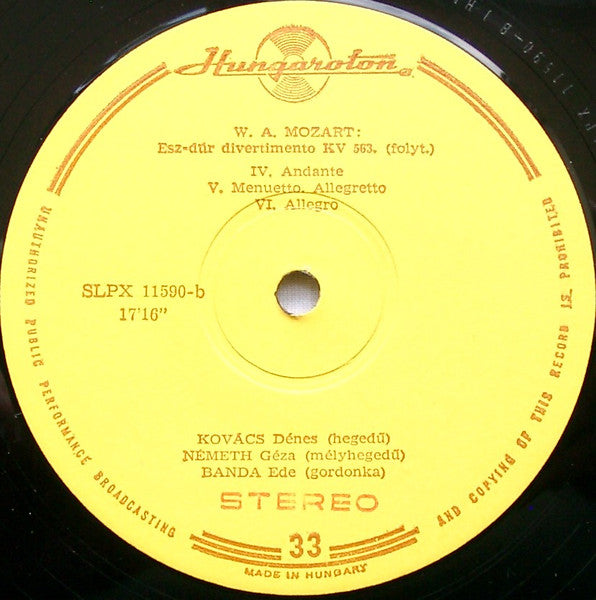 Hungaroton
W. A. MOZART:
Esz-dúr divertimento KV 563. (folyt.)
IV. Andante
V. Menuetto. Allegretto
VI. Allegro
SLPX 11590-b
17'16"
KOVÁCS Dénes (hegedű)
NÉMETH Géza (mélyhegedű)
BANDA Ede (gordonka)
STEREO
33
MADE IN HUNGARY
UNAUTHORIZED PUBLIC PERFORMANCE BROADCASTING
AND COPYING OF THIS RECORD IS PROHIBITED